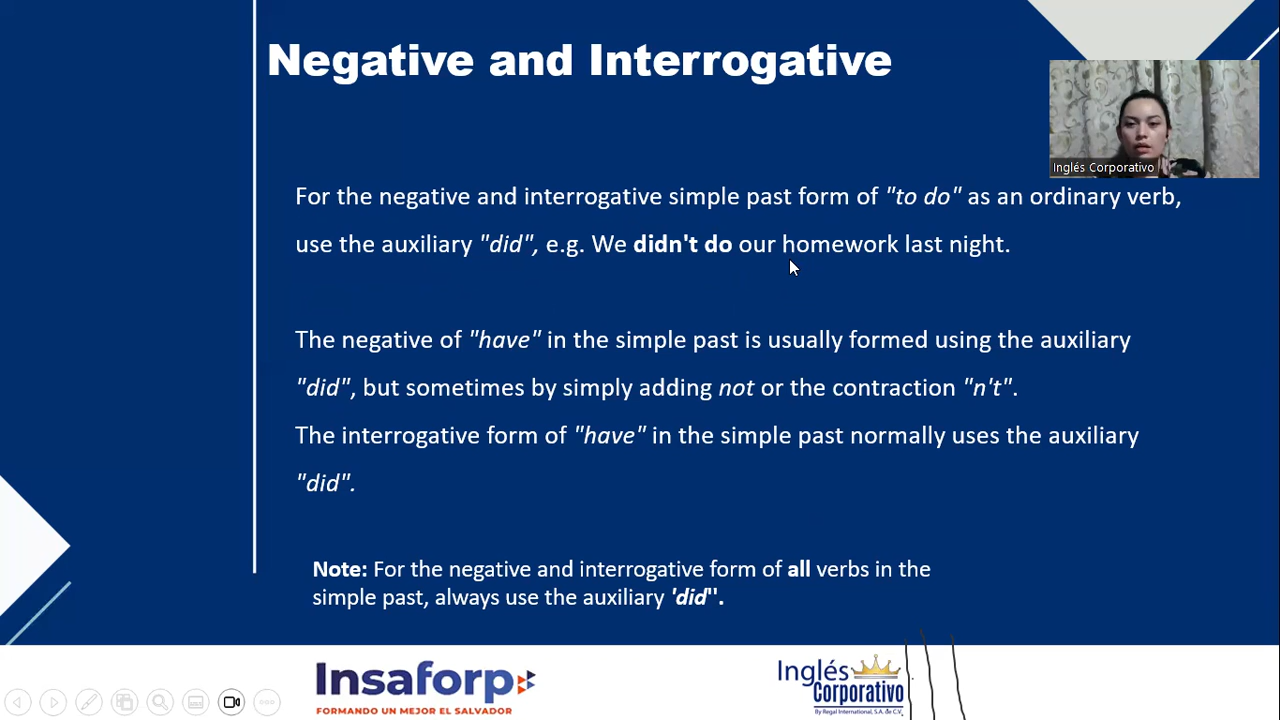 Negative and Interrogative
Inglés Corporativo
For the negative and interrogative simple past form of "to do" as an ordinary verb,
use the auxiliary "did", e.g. We didn't do our homework last night.
The negative of "have" in the simple past is usually formed using the auxiliary
"did", but sometimes by simply adding not or the contraction "n't".
The interrogative form of "have" in the simple past normally uses the auxiliary
"did".
Note: For the negative and interrogative form of all verbs in the
simple past, always use the auxiliary 'did".
Insaforp
FORMANDO UN MEJOR EL SALVADOR
Inglés
Corporativo
By Regal International, S.A. de C.V.